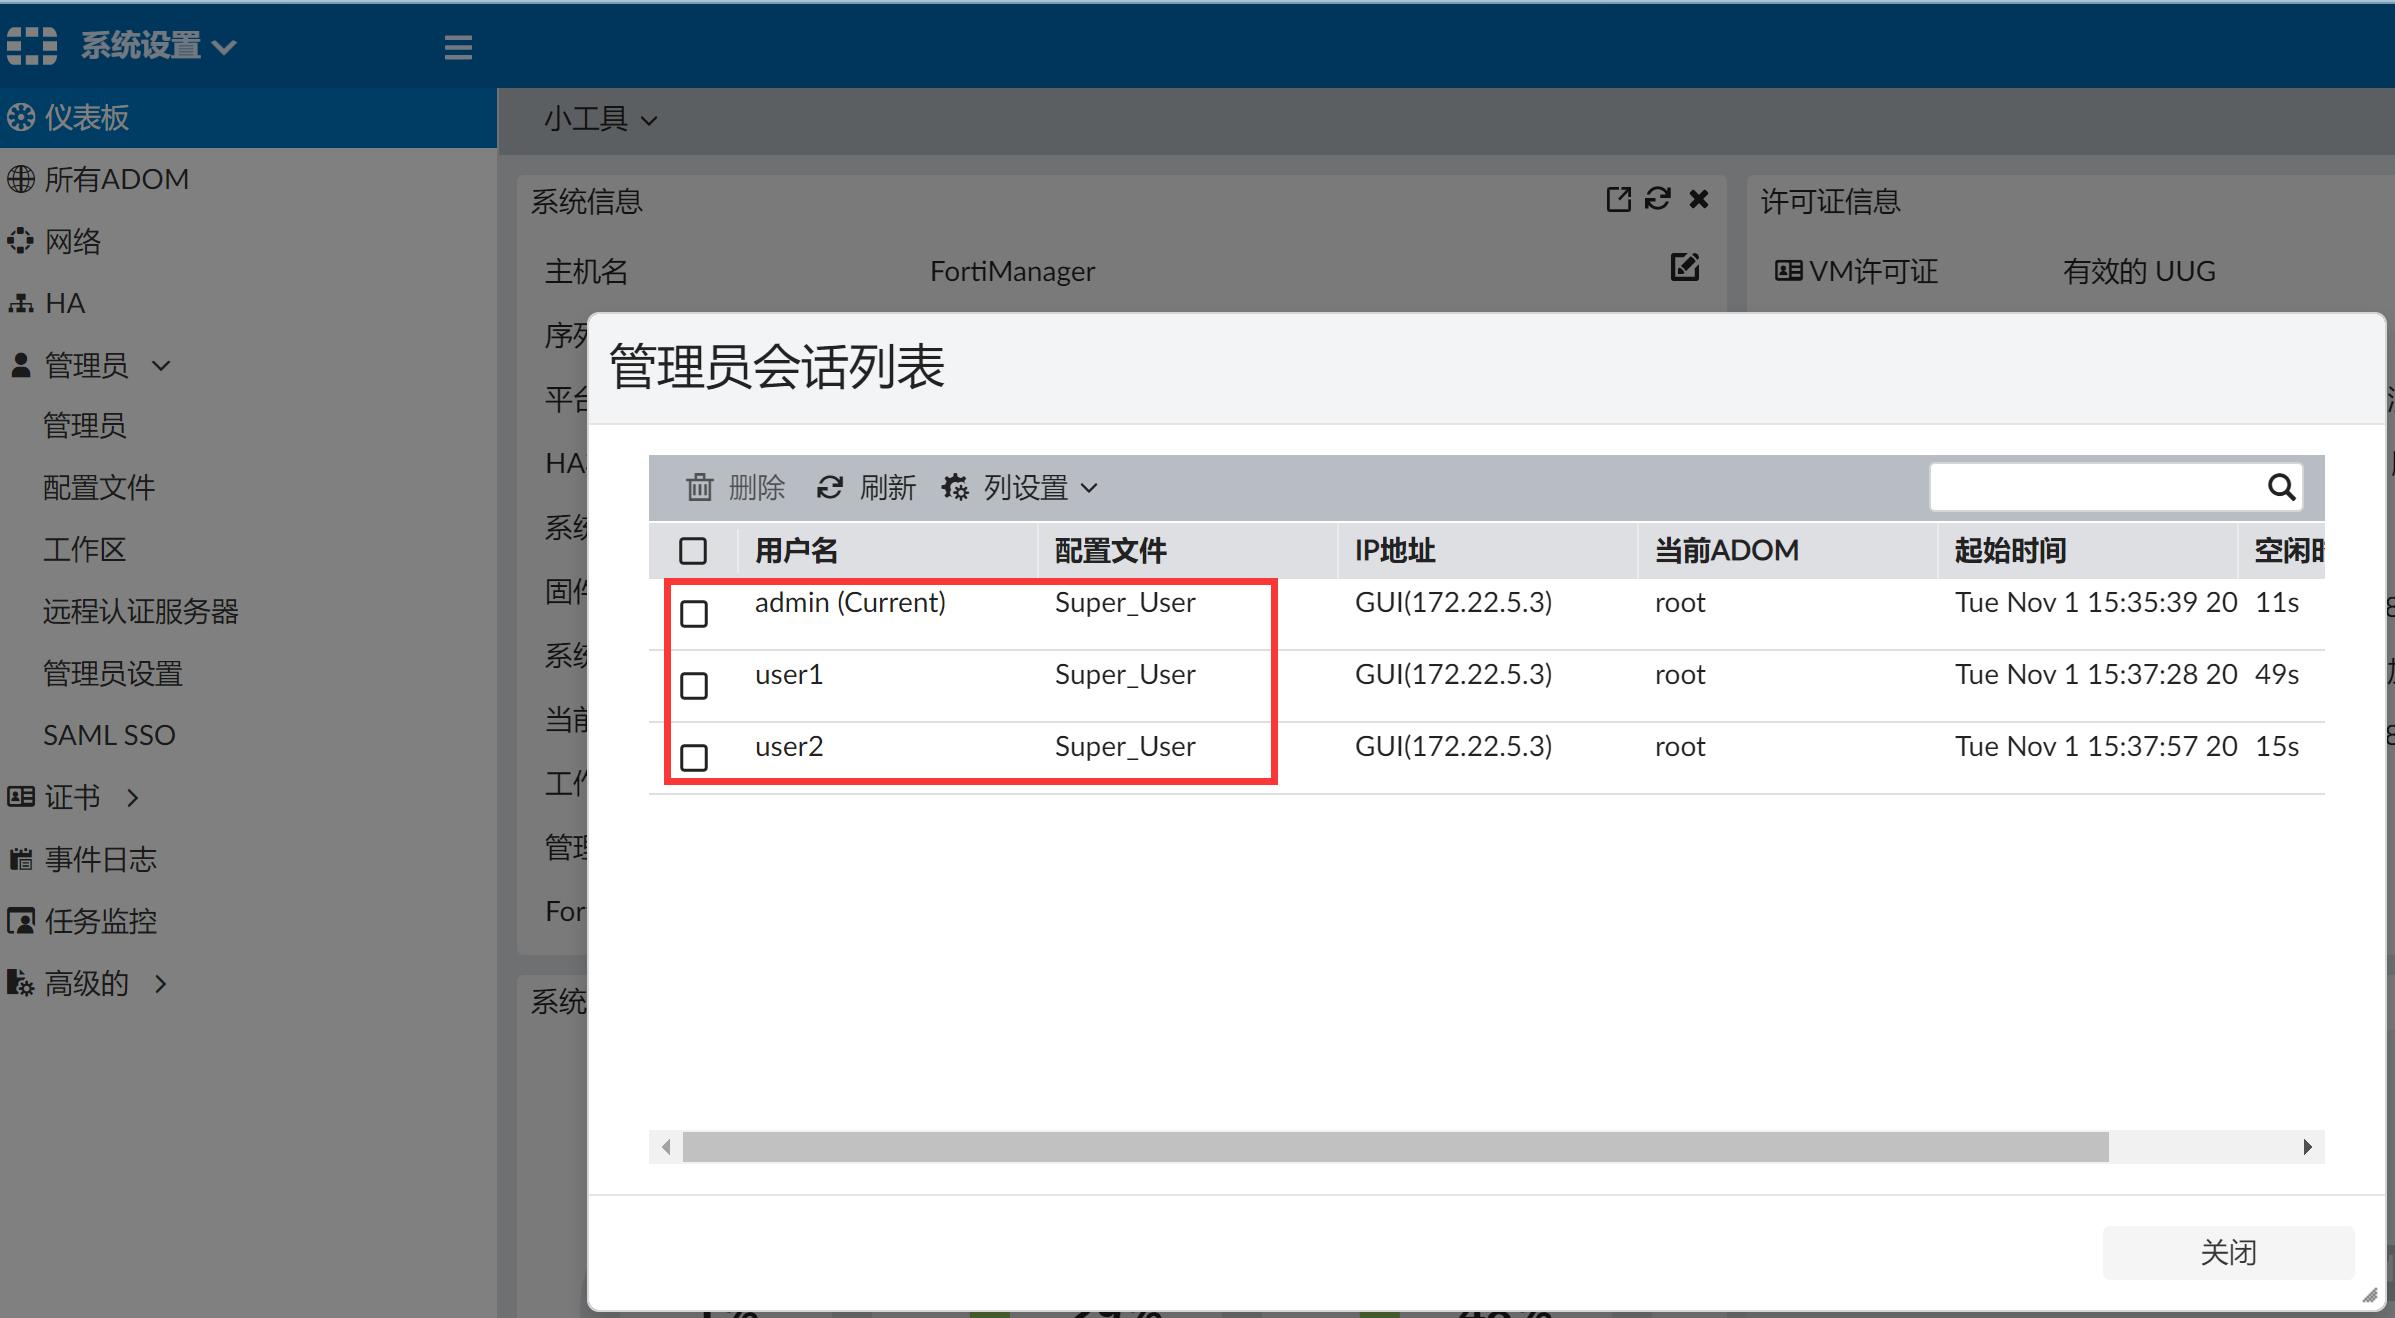 系统设置
仪表板
所有ADOM
网络
HA
管理员
管理员
配置文件
工作区
远程认证服务器
管理员设置
SAML SSO
证书
事件日志
任务监控
高级的
小工具
系统信息
主机名 FortiManager
序列
平台
HA
系统
固件
系统
当前
工作
管理
For
系统
许可证信息
VM许可证 有效的 UUG
管理员会话列表
删除 刷新 列设置
用户名 配置文件 IP地址 当前ADOM 起始时间 空闲时
admin (Current) Super_User GUI(172.22.5.3) root Tue Nov 1 15:35:39 20 11s
user1 Super_User GUI(172.22.5.3) root Tue Nov 1 15:37:28 20 49s
user2 Super_User GUI(172.22.5.3) root Tue Nov 1 15:37:57 20 15s
关闭